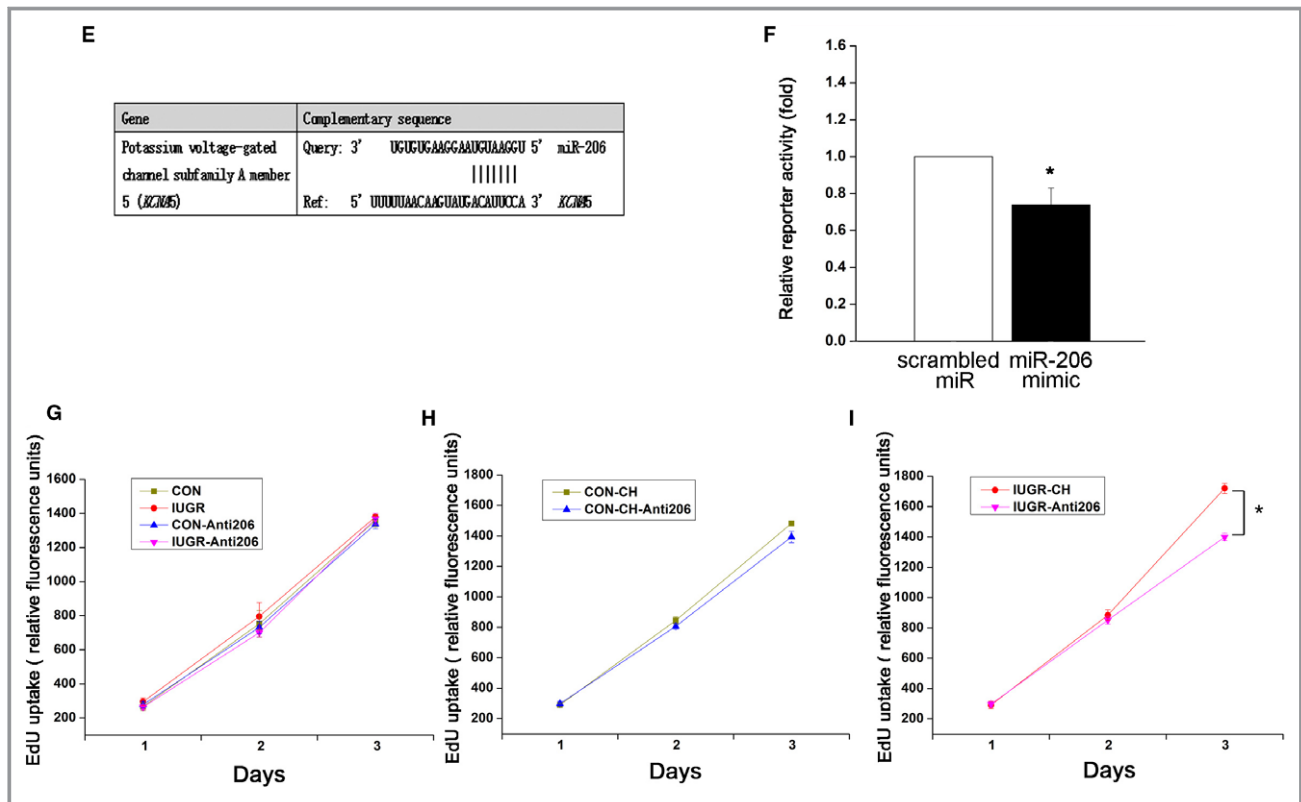 E
Gene Complementary sequence
Potassium voltage-gated Query: 3' UGUGUGAAGGAAUGUAAGGU 5' miR-206
channel subfamily A member |||||||
5 (KCNA5) Ref: 5' UUUUUAACAAGUAUGACAUUCCA 3' KCNA5
F
Relative reporter activity (fold)
1.6
1.4
1.2
1.0
0.8
0.6
0.4
0.2
0.0
*
scrambled miR-206
miR mimic
G
EdU uptake ( relative fluorescence units)
1600
1400
1200
1000
800
600
400
200
CON
IUGR
CON-Anti206
IUGR-Anti206
1 2 3
Days
H
EdU uptake ( relative fluorescence units)
1800
1600
1400
1200
1000
800
600
400
200
CON-CH
CON-CH-Anti206
1 2 3
Days
I
EdU uptake ( relative fluorescence units)
1800
1600
1400
1200
1000
800
600
400
200
IUGR-CH
IUGR-Anti206
*
1 2 3
Days